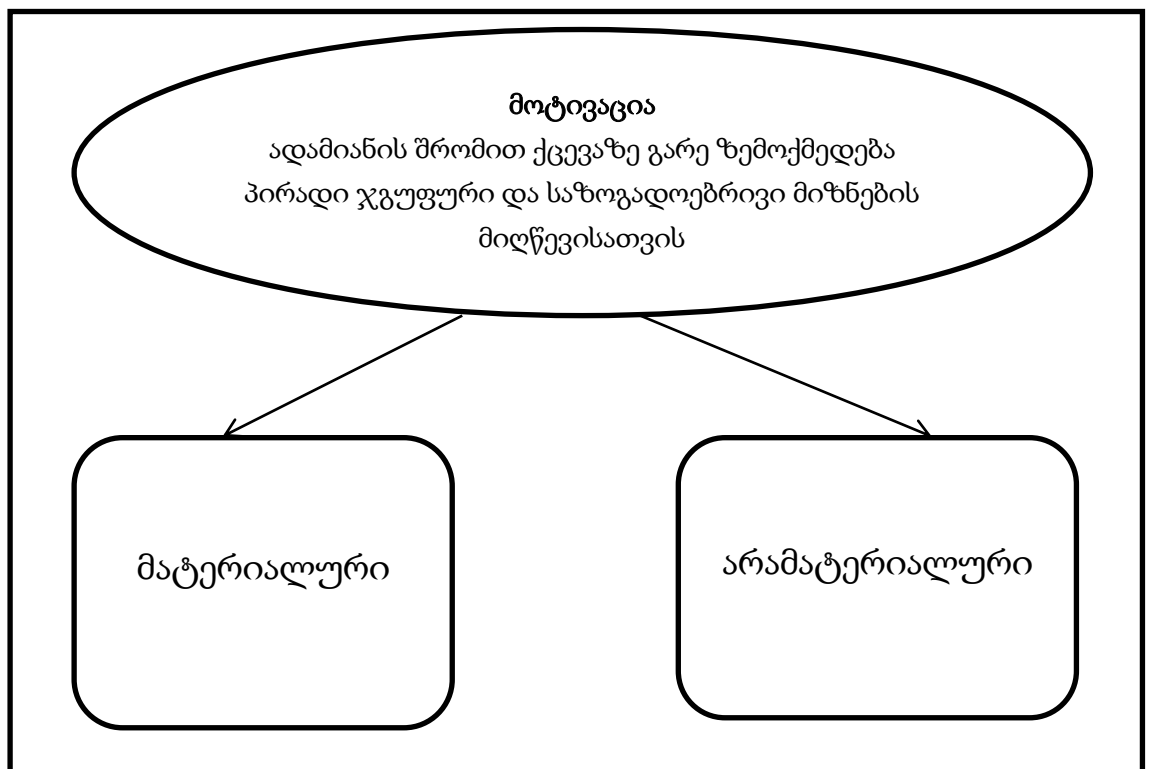 მოტივაცია
ადამიანის შრომით ქცევაზე გარე ზემოქმედება
პირადი ჯგუფური და საზოგადოებრივი მიზნების
მიღწევისათვის
მატერიალური
არამატერიალური